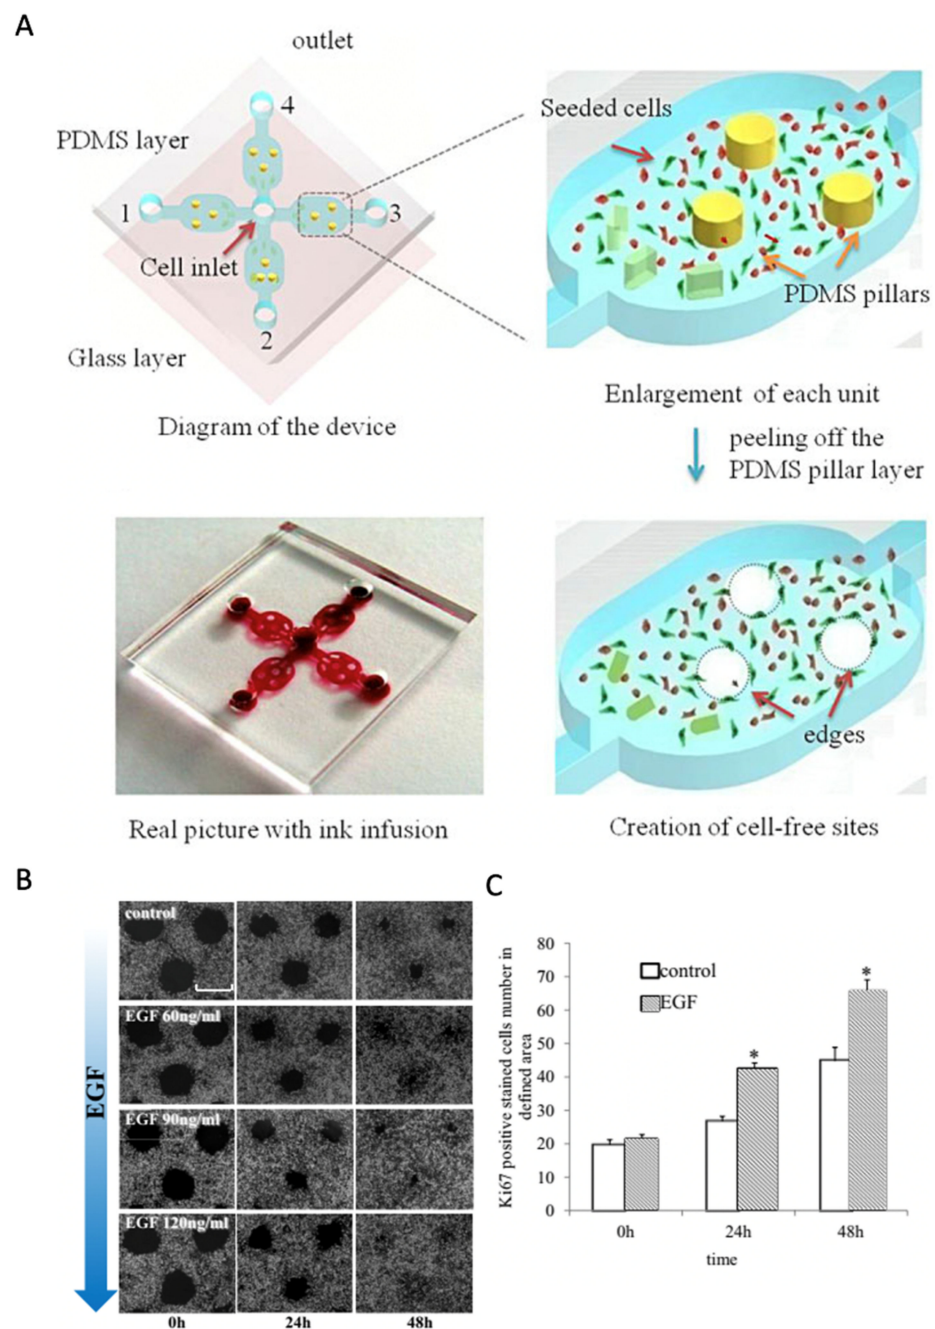 A
outlet
4
PDMS layer
1
3
Cell inlet
2
Glass layer
Diagram of the device
Seeded cells
PDMS pillars
Enlargement of each unit
peeling off the
PDMS pillar layer
Real picture with ink infusion
edges
Creation of cell-free sites
B
EGF
control
EGF 60ng/ml
EGF 90ng/ml
EGF 120ng/ml
0h
24h
48h
C
Ki67 positive stained cells number in
defined area
80
70
60
50
40
30
20
10
0
control
EGF
*
*
0h
24h
48h
time